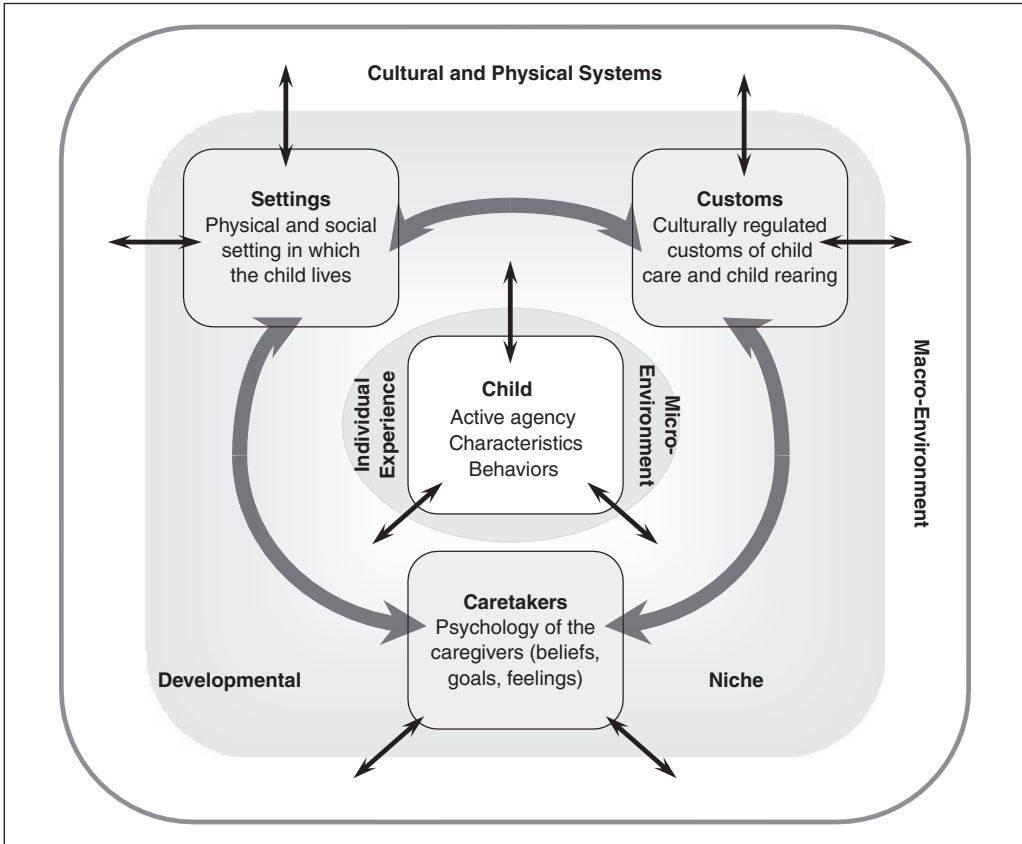 Cultural and Physical Systems
Settings
Physical and social
setting in which
the child lives
Customs
Culturally regulated
customs of child
care and child rearing
Individual
Experience
Child
Active agency
Characteristics
Behaviors
Micro-
Environment
Macro-Environment
Caretakers
Psychology of the
caregivers (beliefs,
goals, feelings)
Developmental
Niche